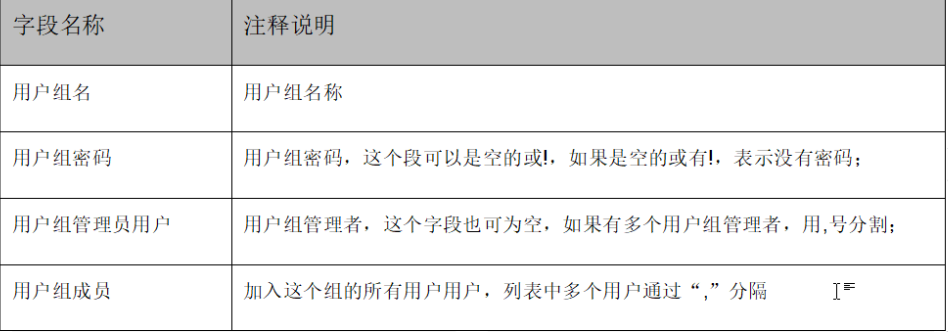 字段名称 注释说明
用户组名 用户组名称
用户组密码 用户组密码，这个段可以是空的或!，如果是空的或有!，表示没有密码；
用户组管理员用户 用户组管理者，这个字段也可为空，如果有多个用户组管理者，用,号分割；
用户组成员 加入这个组的所有用户用户，列表中多个用户通过“,”分隔